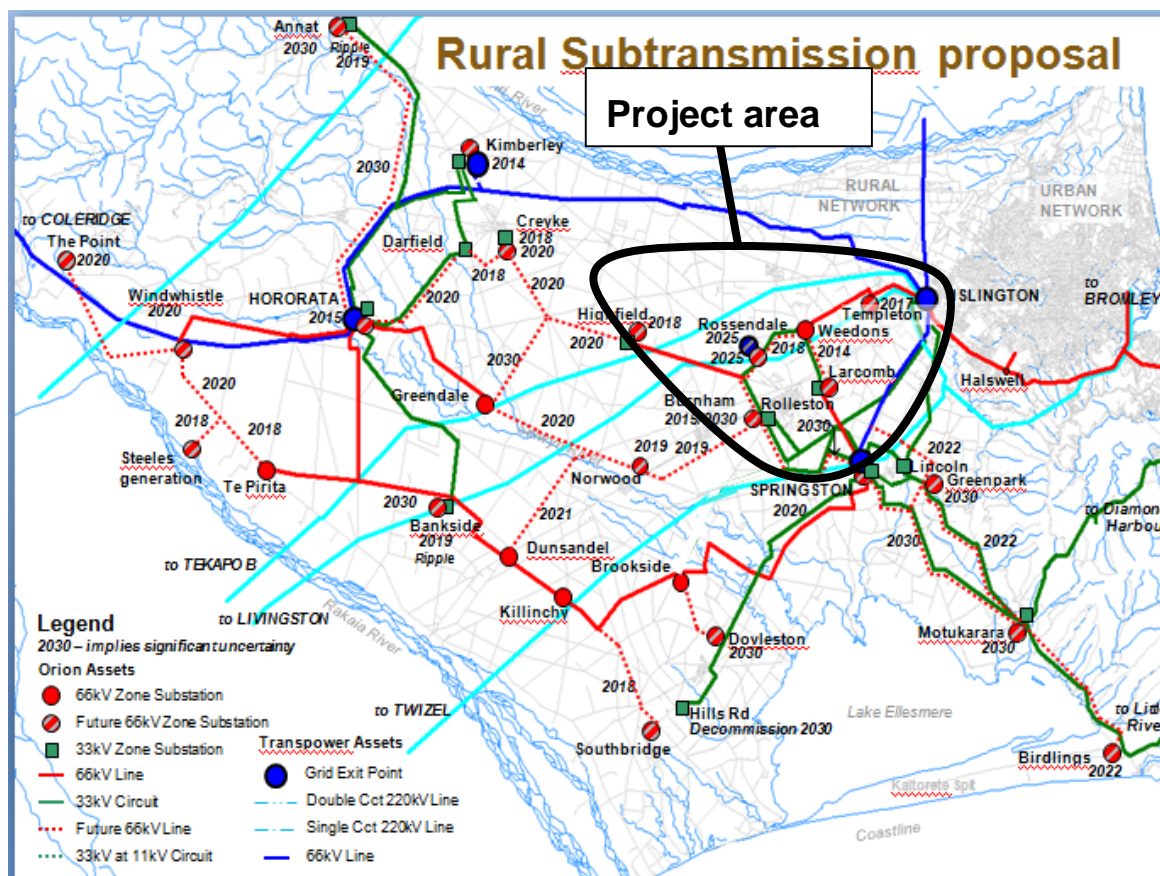 Rural Subtransmission proposal
Project area
Annat
2030
Ripple
2019
River
2030
Kimberley
2014
RURAL
NETWORK
URBAN
NETWORK
to COLERIDGE
The Point
2020
Creyke
2018
2020
Darfield
2018
2020
to
BROMLEY
Windwhistle
2020
HORORATA
2015
2020
2017
Templeton
ISLINGTON
Highfield
2018
2020
Rossendale
2025
2025
2018
Weedons
2014
Larcomb
Halswell
2030
2020
2018
Greendale
2020
Burnham
2015/2030
Rolleston
2030
2018
Steeles
generation
Te Pirita
2019
2019
Norwood
2022
Lincoln
Greenpark
2030
SPRINGSTON
2020
2030
Bankside
2019
Ripple
2021
Dunsandel
Brookside
2030
2022
to Diamond
Harbour
to TEKAPO B
to LIVINGSTON
Rakaia River
Killinchy
Doyleston
2030
Motukarara
2030
2018
to TWIZEL
Hills Rd
Decommission 2030
Lake Ellesmere
Southbridge
Birdlings
2022
Kaitorete Spit
Coastline
Legend
2030 – implies significant uncertainty
Orion Assets
66kV Zone Substation
Future 66kV Zone Substation
33kV Zone Substation
66kV Line
33kV Circuit
Future 66kV Line
33kV at 11kV Circuit
Transpower Assets
Grid Exit Point
Double Cct 220kV Line
Single Cct 220kV Line
66kV Line